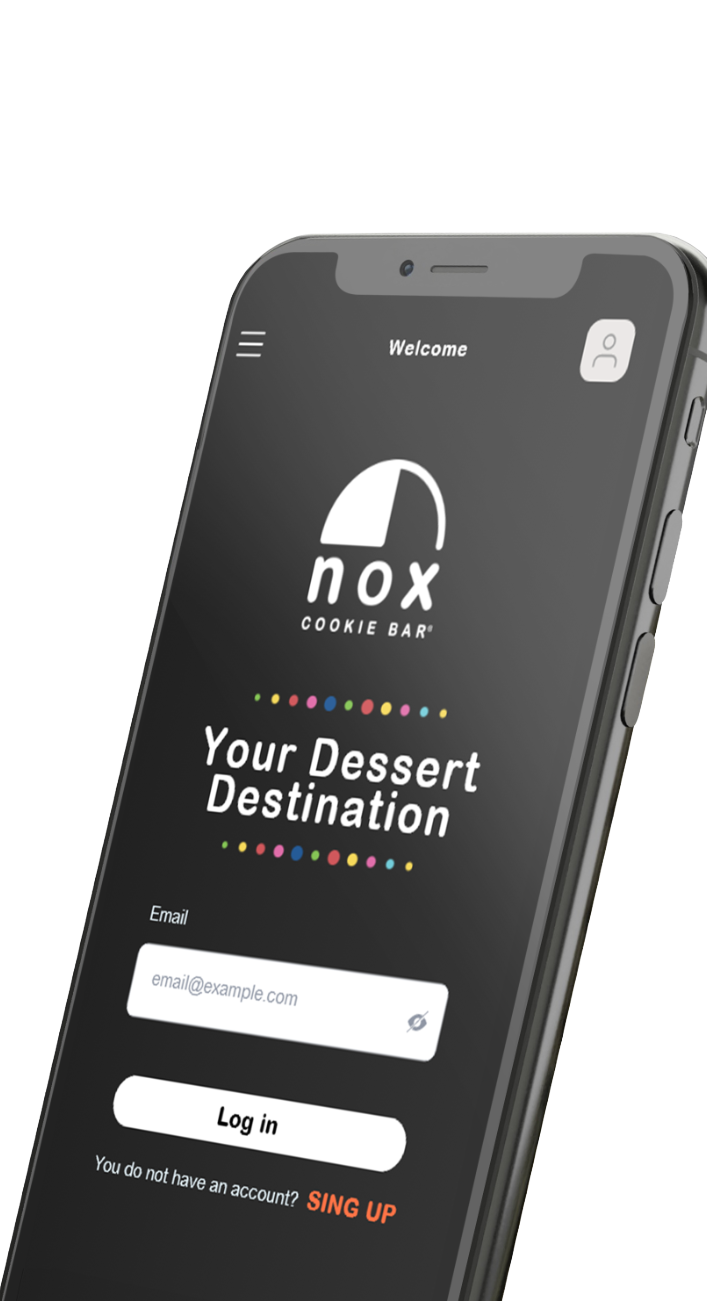 Welcome
nox
COOKIE BAR®
Your Dessert
Destination
Email
email@example.com
Log in
You do not have an account? SING UP